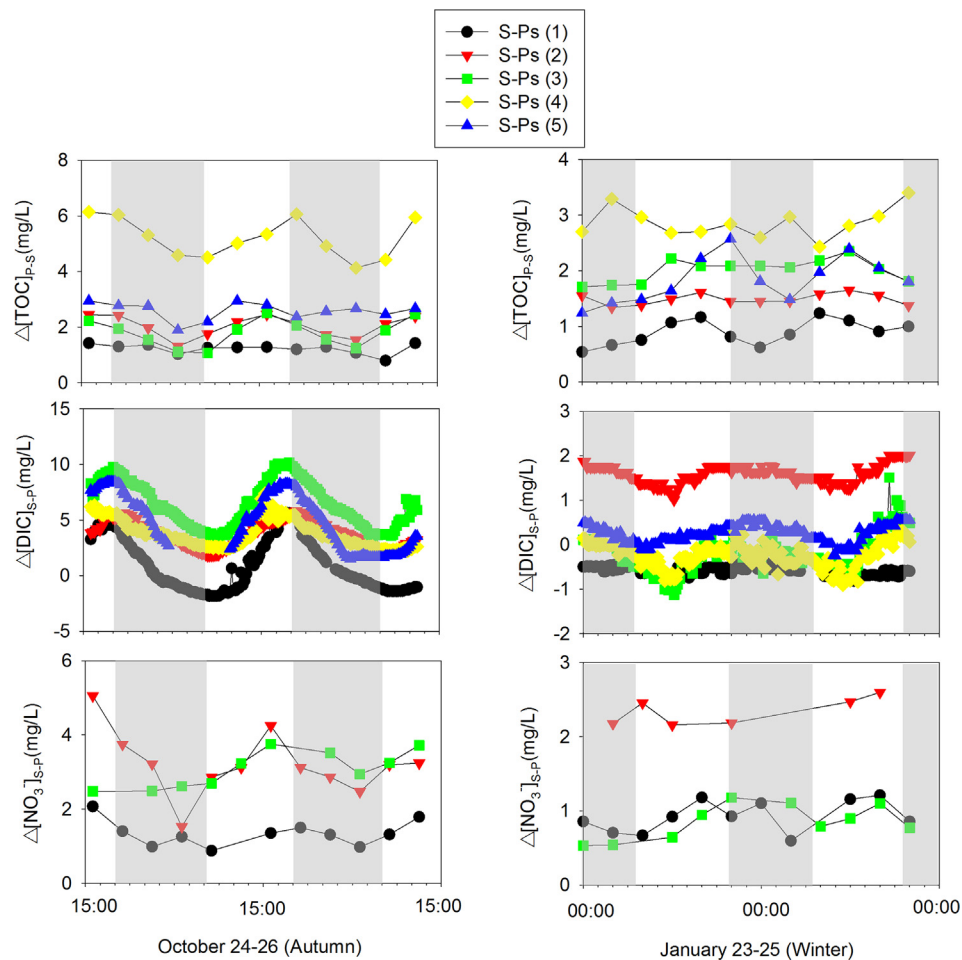 S-Ps (1)
S-Ps (2)
S-Ps (3)
S-Ps (4)
S-Ps (5)
△[TOC]P-S(mg/L)
8
6
4
2
0
△[TOC]P-S(mg/L)
4
3
2
1
0
△[DIC]S-P(mg/L)
15
10
5
0
-5
△[DIC]S-P(mg/L)
3
2
1
0
-1
-2
△[NO3-]S-P(mg/L)
6
4
2
0
15:00 15:00 15:00
October 24-26 (Autumn)
△[NO3-]S-P(mg/L)
3
2
1
0
00:00 00:00 00:00
January 23-25 (Winter)